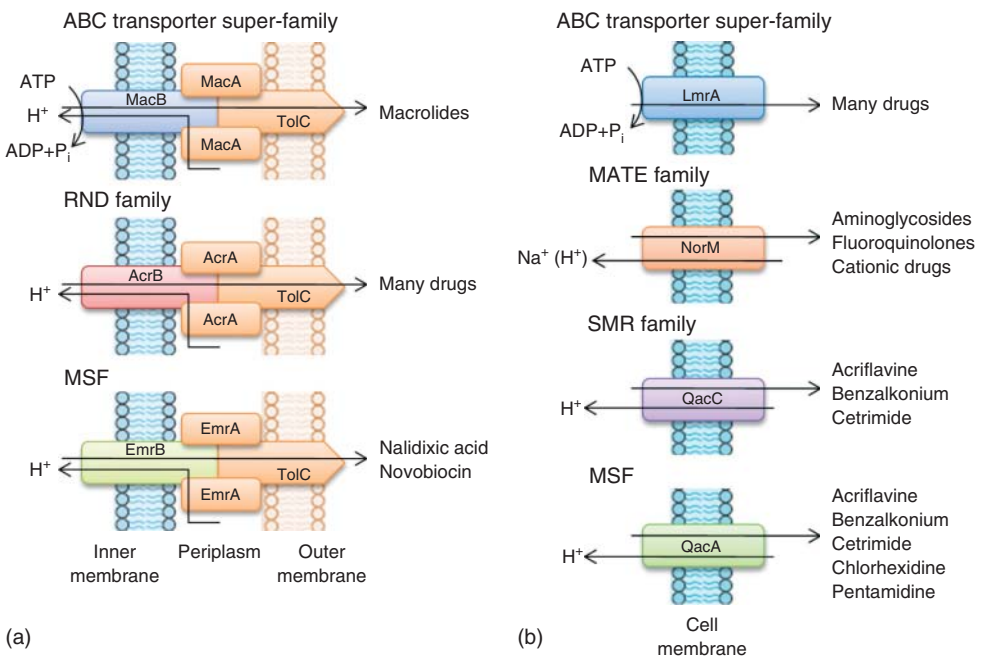 ABC transporter super-family
ATP
H⁺
ADP+Pᵢ
MacB
MacA
TolC
MacA
Macrolides
RND family
H⁺
AcrB
AcrA
TolC
AcrA
Many drugs
MSF
H⁺
EmrB
EmrA
TolC
EmrA
Nalidixic acid
Novobiocin
Inner
membrane
Periplasm
Outer
membrane
(a)
ABC transporter super-family
ATP
ADP+Pᵢ
LmrA
Many drugs
MATE family
Na⁺ (H⁺)
NorM
Aminoglycosides
Fluoroquinolones
Cationic drugs
SMR family
H⁺
QacC
Acriflavine
Benzalkonium
Cetrimide
MSF
H⁺
QacA
Acriflavine
Benzalkonium
Cetrimide
Chlorhexidine
Pentamidine
Cell
membrane
(b)